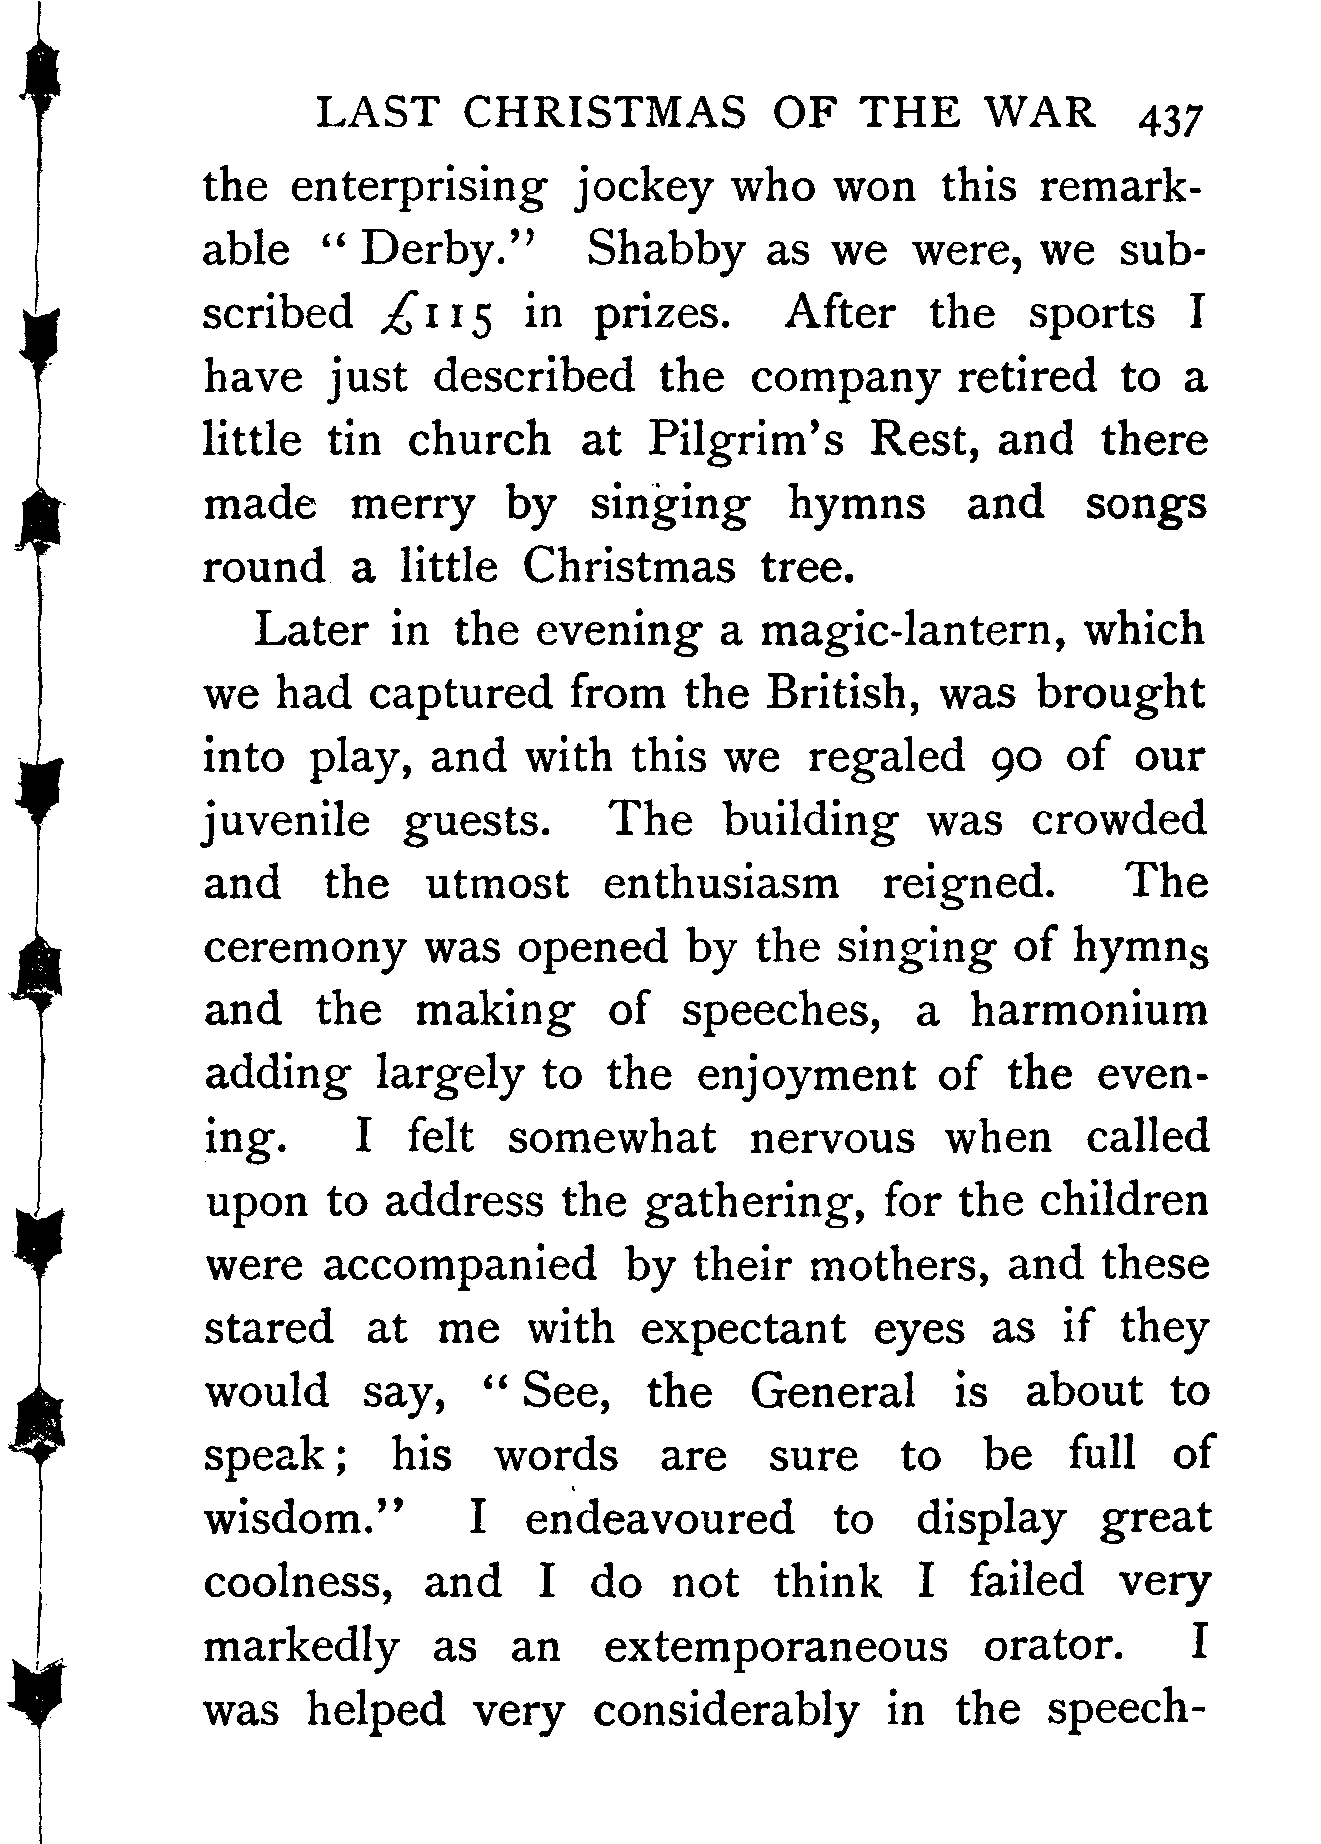 LAST CHRISTMAS OF THE WAR 437
the enterprising jockey who won this remark-
able “ Derby.” Shabby as we were, we sub-
scribed £115 in prizes. After the sports I
have just described the company retired to a
little tin church at Pilgrim’s Rest, and there
made merry by singing hymns and songs
round a little Christmas tree.
Later in the evening a magic-lantern, which
we had captured from the British, was brought
into play, and with this we regaled 90 of our
juvenile guests. The building was crowded
and the utmost enthusiasm reigned. The
ceremony was opened by the singing of hymns
and the making of speeches, a harmonium
adding largely to the enjoyment of the even-
ing. I felt somewhat nervous when called
upon to address the gathering, for the children
were accompanied by their mothers, and these
stared at me with expectant eyes as if they
would say, “ See, the General is about to
speak ; his words are sure to be full of
wisdom.” I endeavoured to display great
coolness, and I do not think I failed very
markedly as an extemporaneous orator. I
was helped very considerably in the speech-